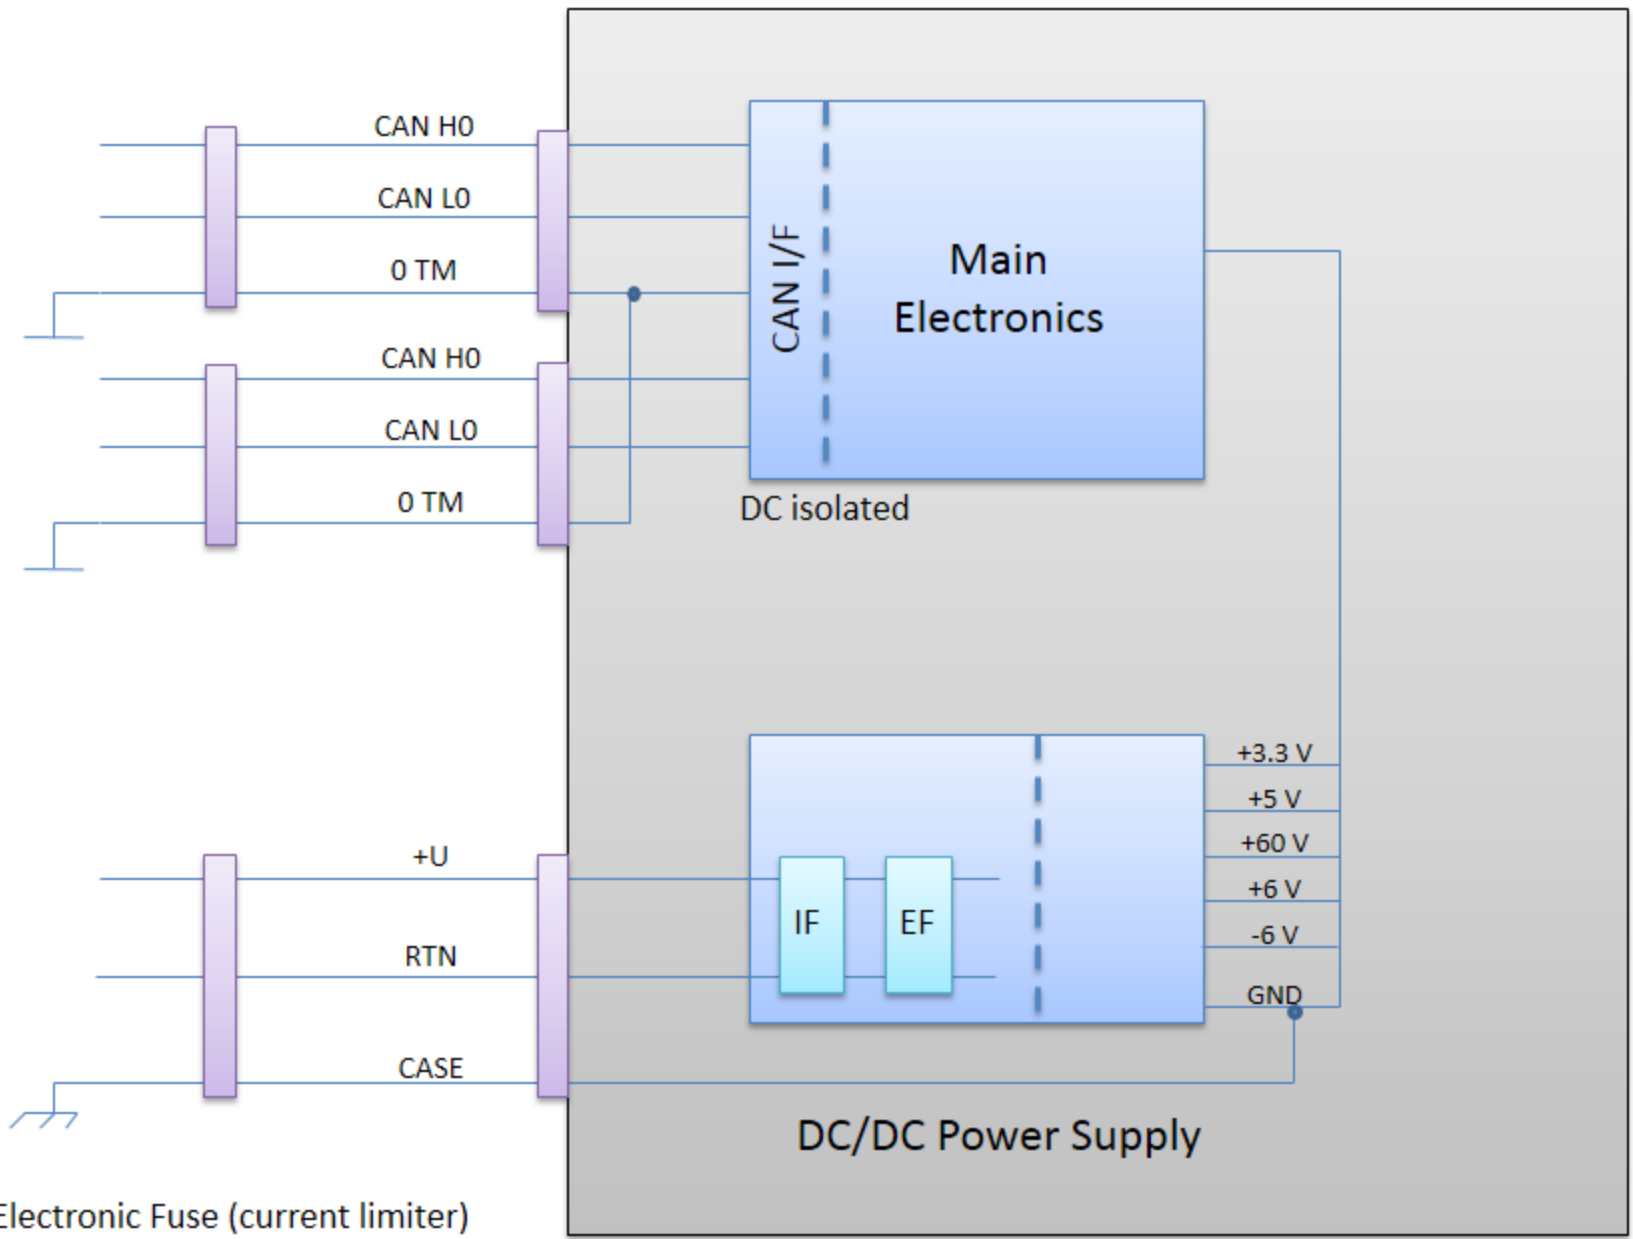 CAN H0
CAN L0
0 TM
CAN H0
CAN L0
0 TM
CAN I/F
Main
Electronics
DC isolated
+3.3 V
+5 V
+60 V
+6 V
-6 V
GND
+U
RTN
CASE
IF
EF
DC/DC Power Supply
Electronic Fuse (current limiter)